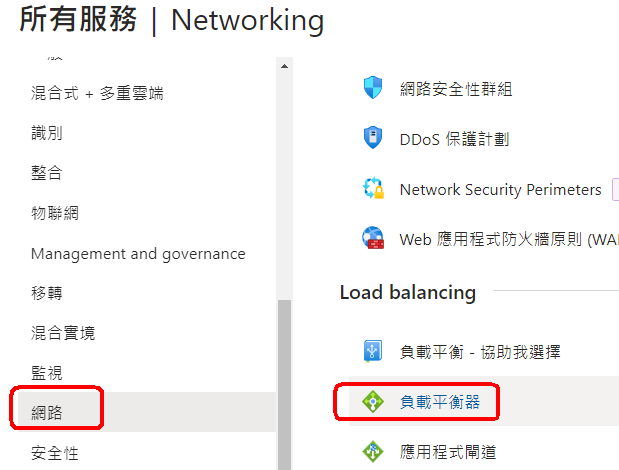 所有服務 | Networking
混合式 + 多重雲端
識別
整合
物聯網
Management and governance
移轉
混合實境
監視
網路
安全性
網路安全性群組
DDoS 保護計劃
Network Security Perimeters
Web 應用程式防火牆原則 (WA
Load balancing
負載平衡 - 協助我選擇
負載平衡器
應用程式閘道